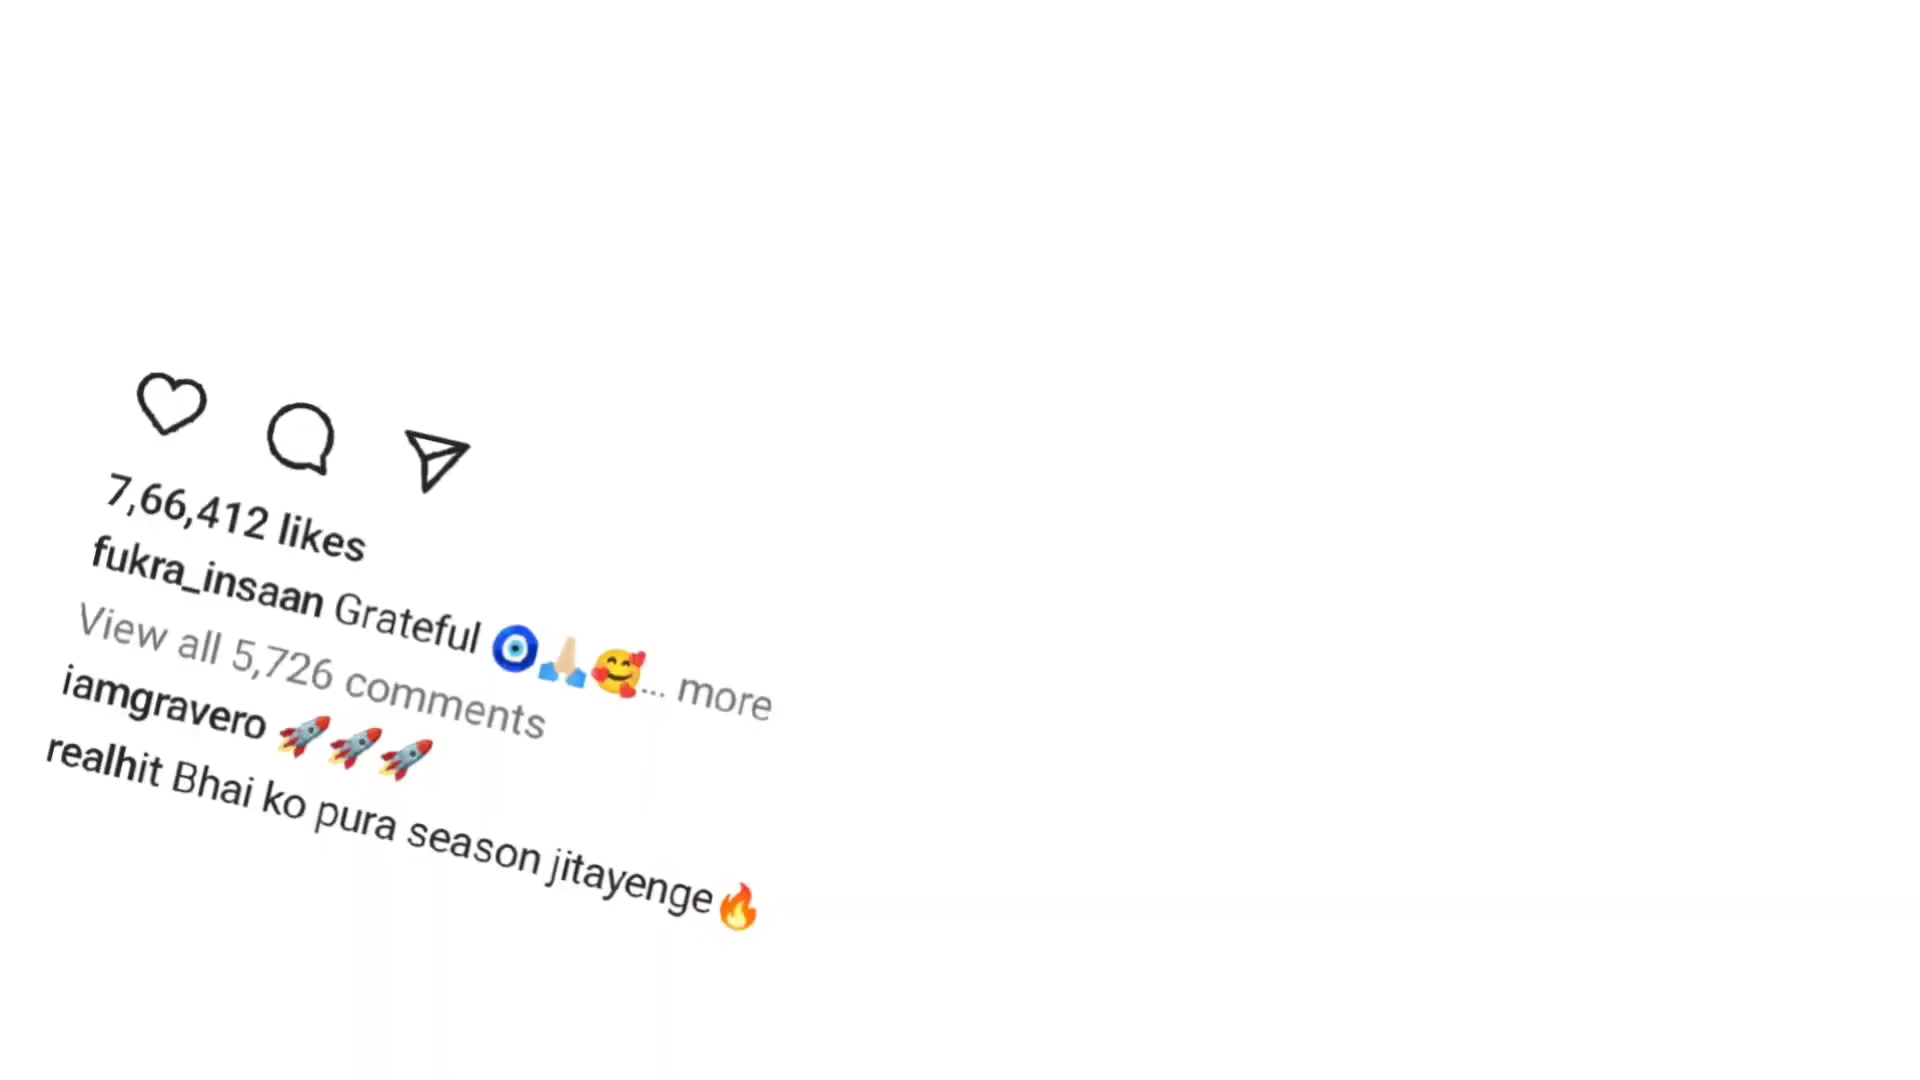 7,66,412 likes
fukra_insaan Grateful 🧿🙏🏻🥰... more
View all 5,726 comments
iamgravero 🚀🚀🚀
realhit Bhai ko pura season jitayenge🔥